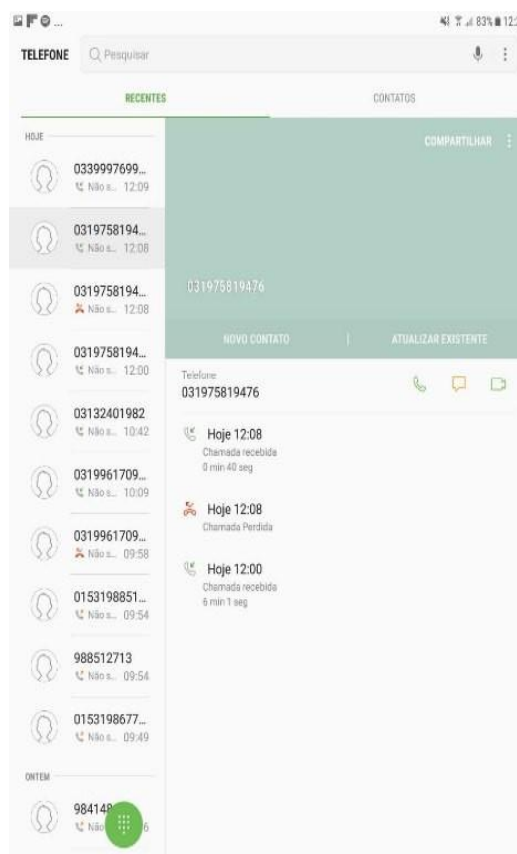 83% 12:
TELEFONE
Pesquisar
RECENTES
CONTATOS
HOJE
0339997699...
Não s... 12:09
0319758194...
Não s... 12:08
0319758194...
Não s... 12:08
0319758194...
Não s... 12:00
03132401982
Não s... 10:42
0319961709...
Não s... 10:09
0319961709...
Não s... 09:58
0153198851...
Não s... 09:54
988512713
Não s... 09:54
0153198677...
Não s... 09:49
ONTEM
984148
Não 6
COMPARTILHAR
031975819476
NOVO CONTATO | ATUALIZAR EXISTENTE
Telefone
031975819476
Hoje 12:08
Chamada recebida
0 min 40 seg
Hoje 12:08
Chamada Perdida
Hoje 12:00
Chamada recebida
6 min 1 seg